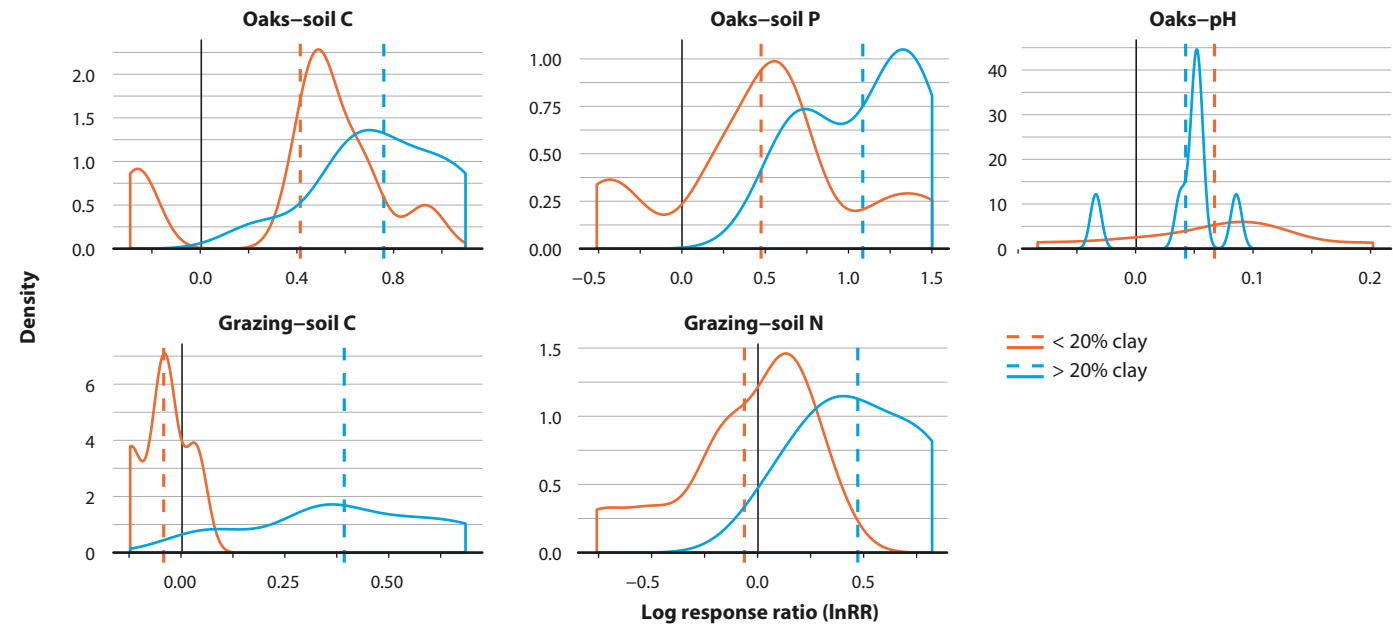 Oaks–soil C
Oaks–soil P
Oaks–pH
2.0
1.5
1.0
0.5
0.0
0.0 0.4 0.8
1.00
0.75
0.50
0.25
0.00
−0.5 0.0 0.5 1.0 1.5
40
30
20
10
0
0.0 0.1 0.2
Density
Grazing–soil C
Grazing–soil N
6
4
2
0
0.00 0.25 0.50
1.5
1.0
0.5
0.0
−0.5 0.0 0.5
< 20% clay
> 20% clay
Log response ratio (lnRR)